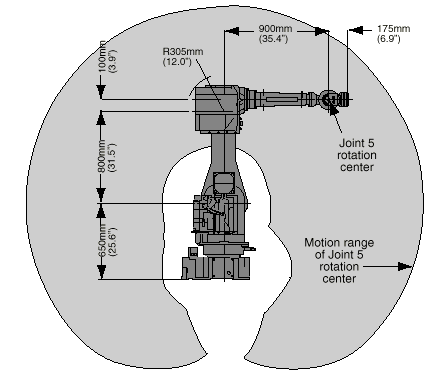 900mm
(35.4")
175mm
(6.9")
R305mm
(12.0")
100mm
(3.9")
800mm
(31.5")
650mm
(25.6")
Joint 5
rotation
center
Motion range
of Joint 5
rotation
center